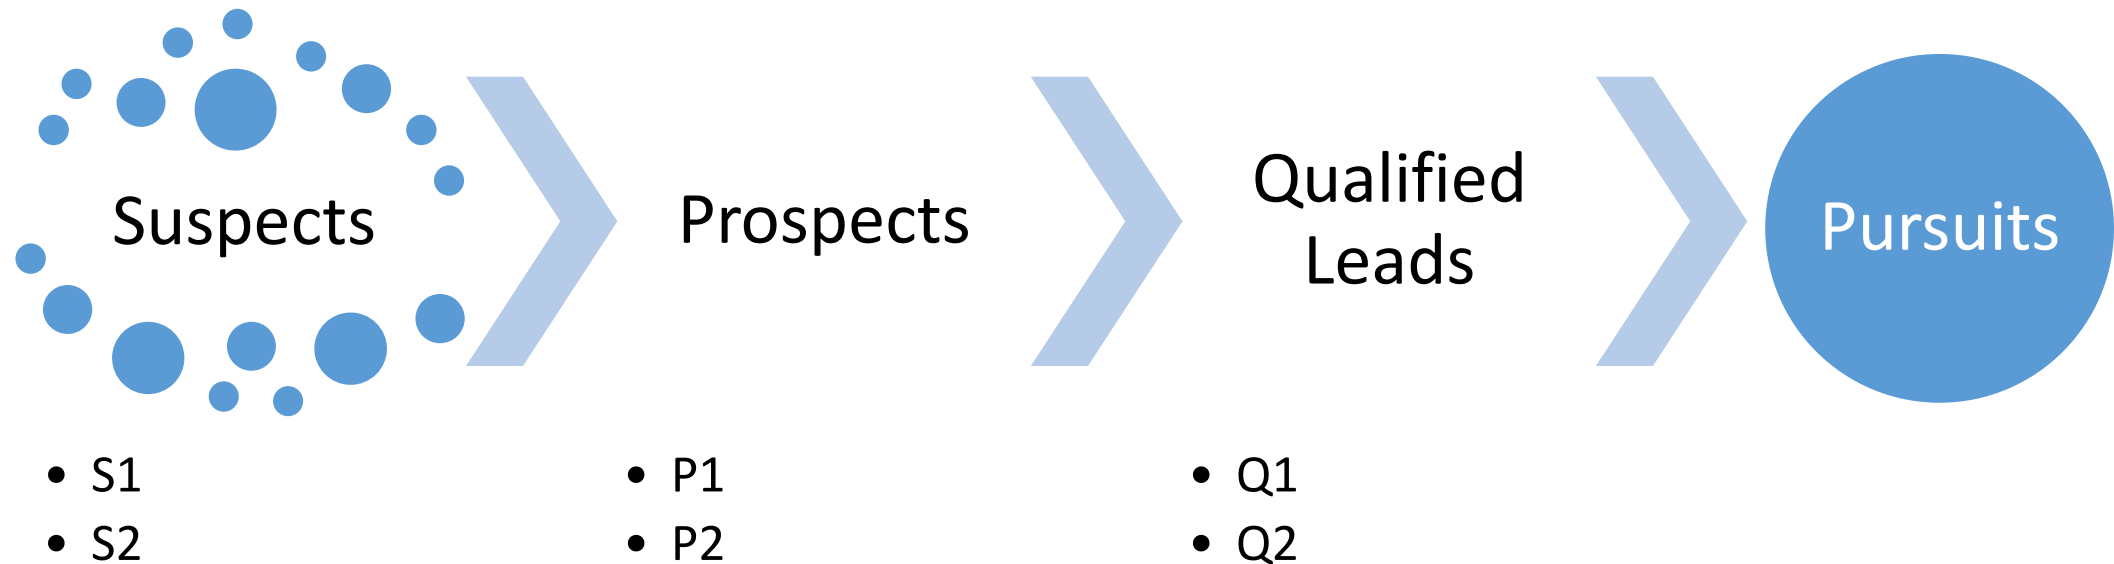 Suspects
• S1
• S2
Prospects
• P1
• P2
Qualified
Leads
• Q1
• Q2
Pursuits